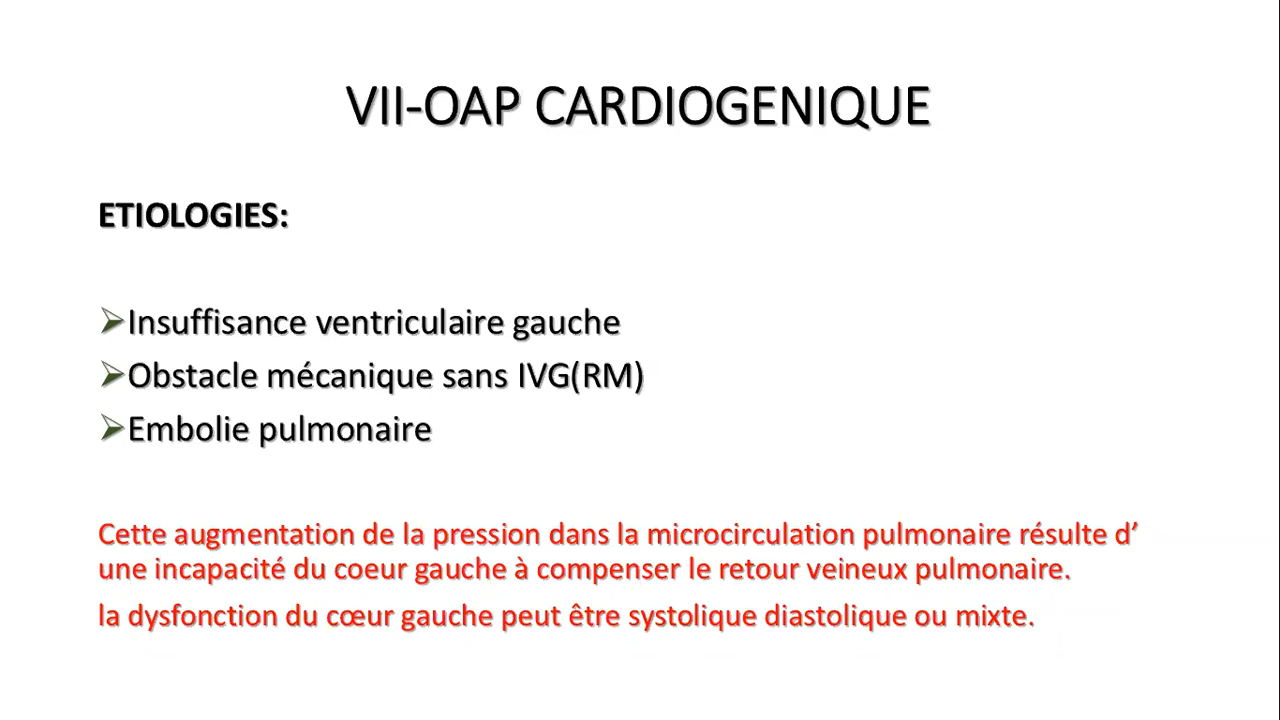 VII-OAP CARDIOGENIQUE
ETIOLOGIES:
➢Insuffisance ventriculaire gauche
➢Obstacle mécanique sans IVG(RM)
➢Embolie pulmonaire
Cette augmentation de la pression dans la microcirculation pulmonaire résulte d’
une incapacité du coeur gauche à compenser le retour veineux pulmonaire.
la dysfonction du cœur gauche peut être systolique diastolique ou mixte.